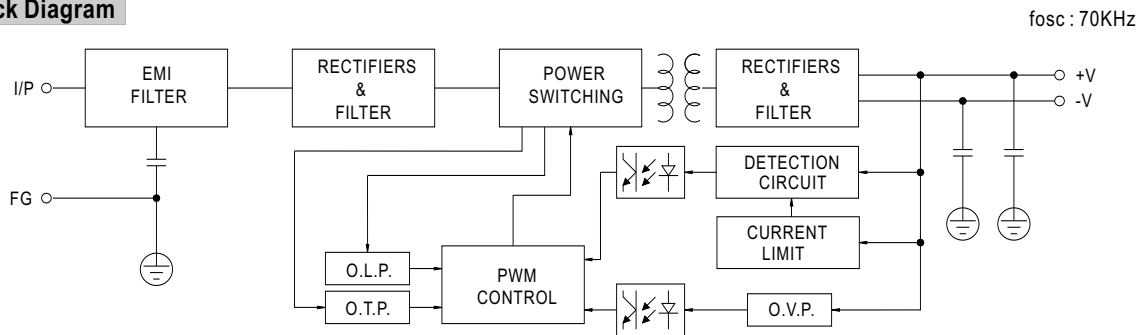 ck Diagram
fosc : 70KHz
I/P
EMI
FILTER
RECTIFIERS
&
FILTER
POWER
SWITCHING
RECTIFIERS
&
FILTER
+V
-V
FG
DETECTION
CIRCUIT
CURRENT
LIMIT
O.L.P.
O.T.P.
PWM
CONTROL
O.V.P.